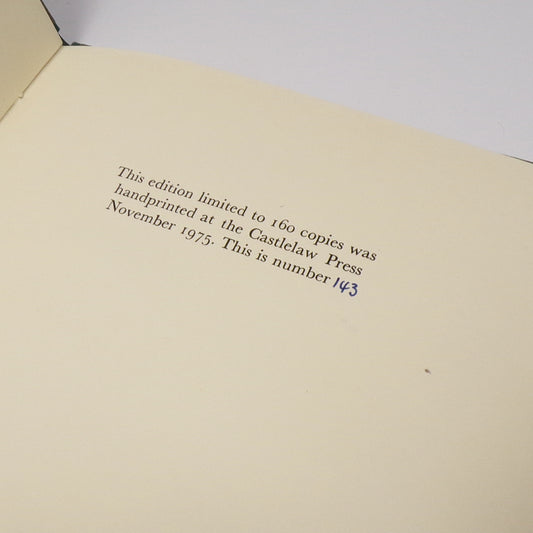 This edition limited to 160 copies was
handprinted at the Castlelaw Press
November 1975. This is number 143